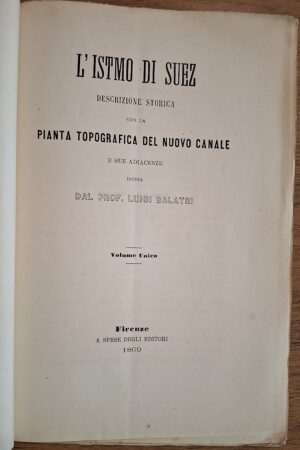 L'ISTMO DI SUEZ
DESCRIZIONE STORICA
CON LA
PIANTA TOPOGRAFICA DEL NUOVO CANALE
E SUE ADIACENZE
INCISA
DAL PROF. LUIGI BALATRI
Volume Unico
Firenze
A SPESE DEGLI EDITORI
1869